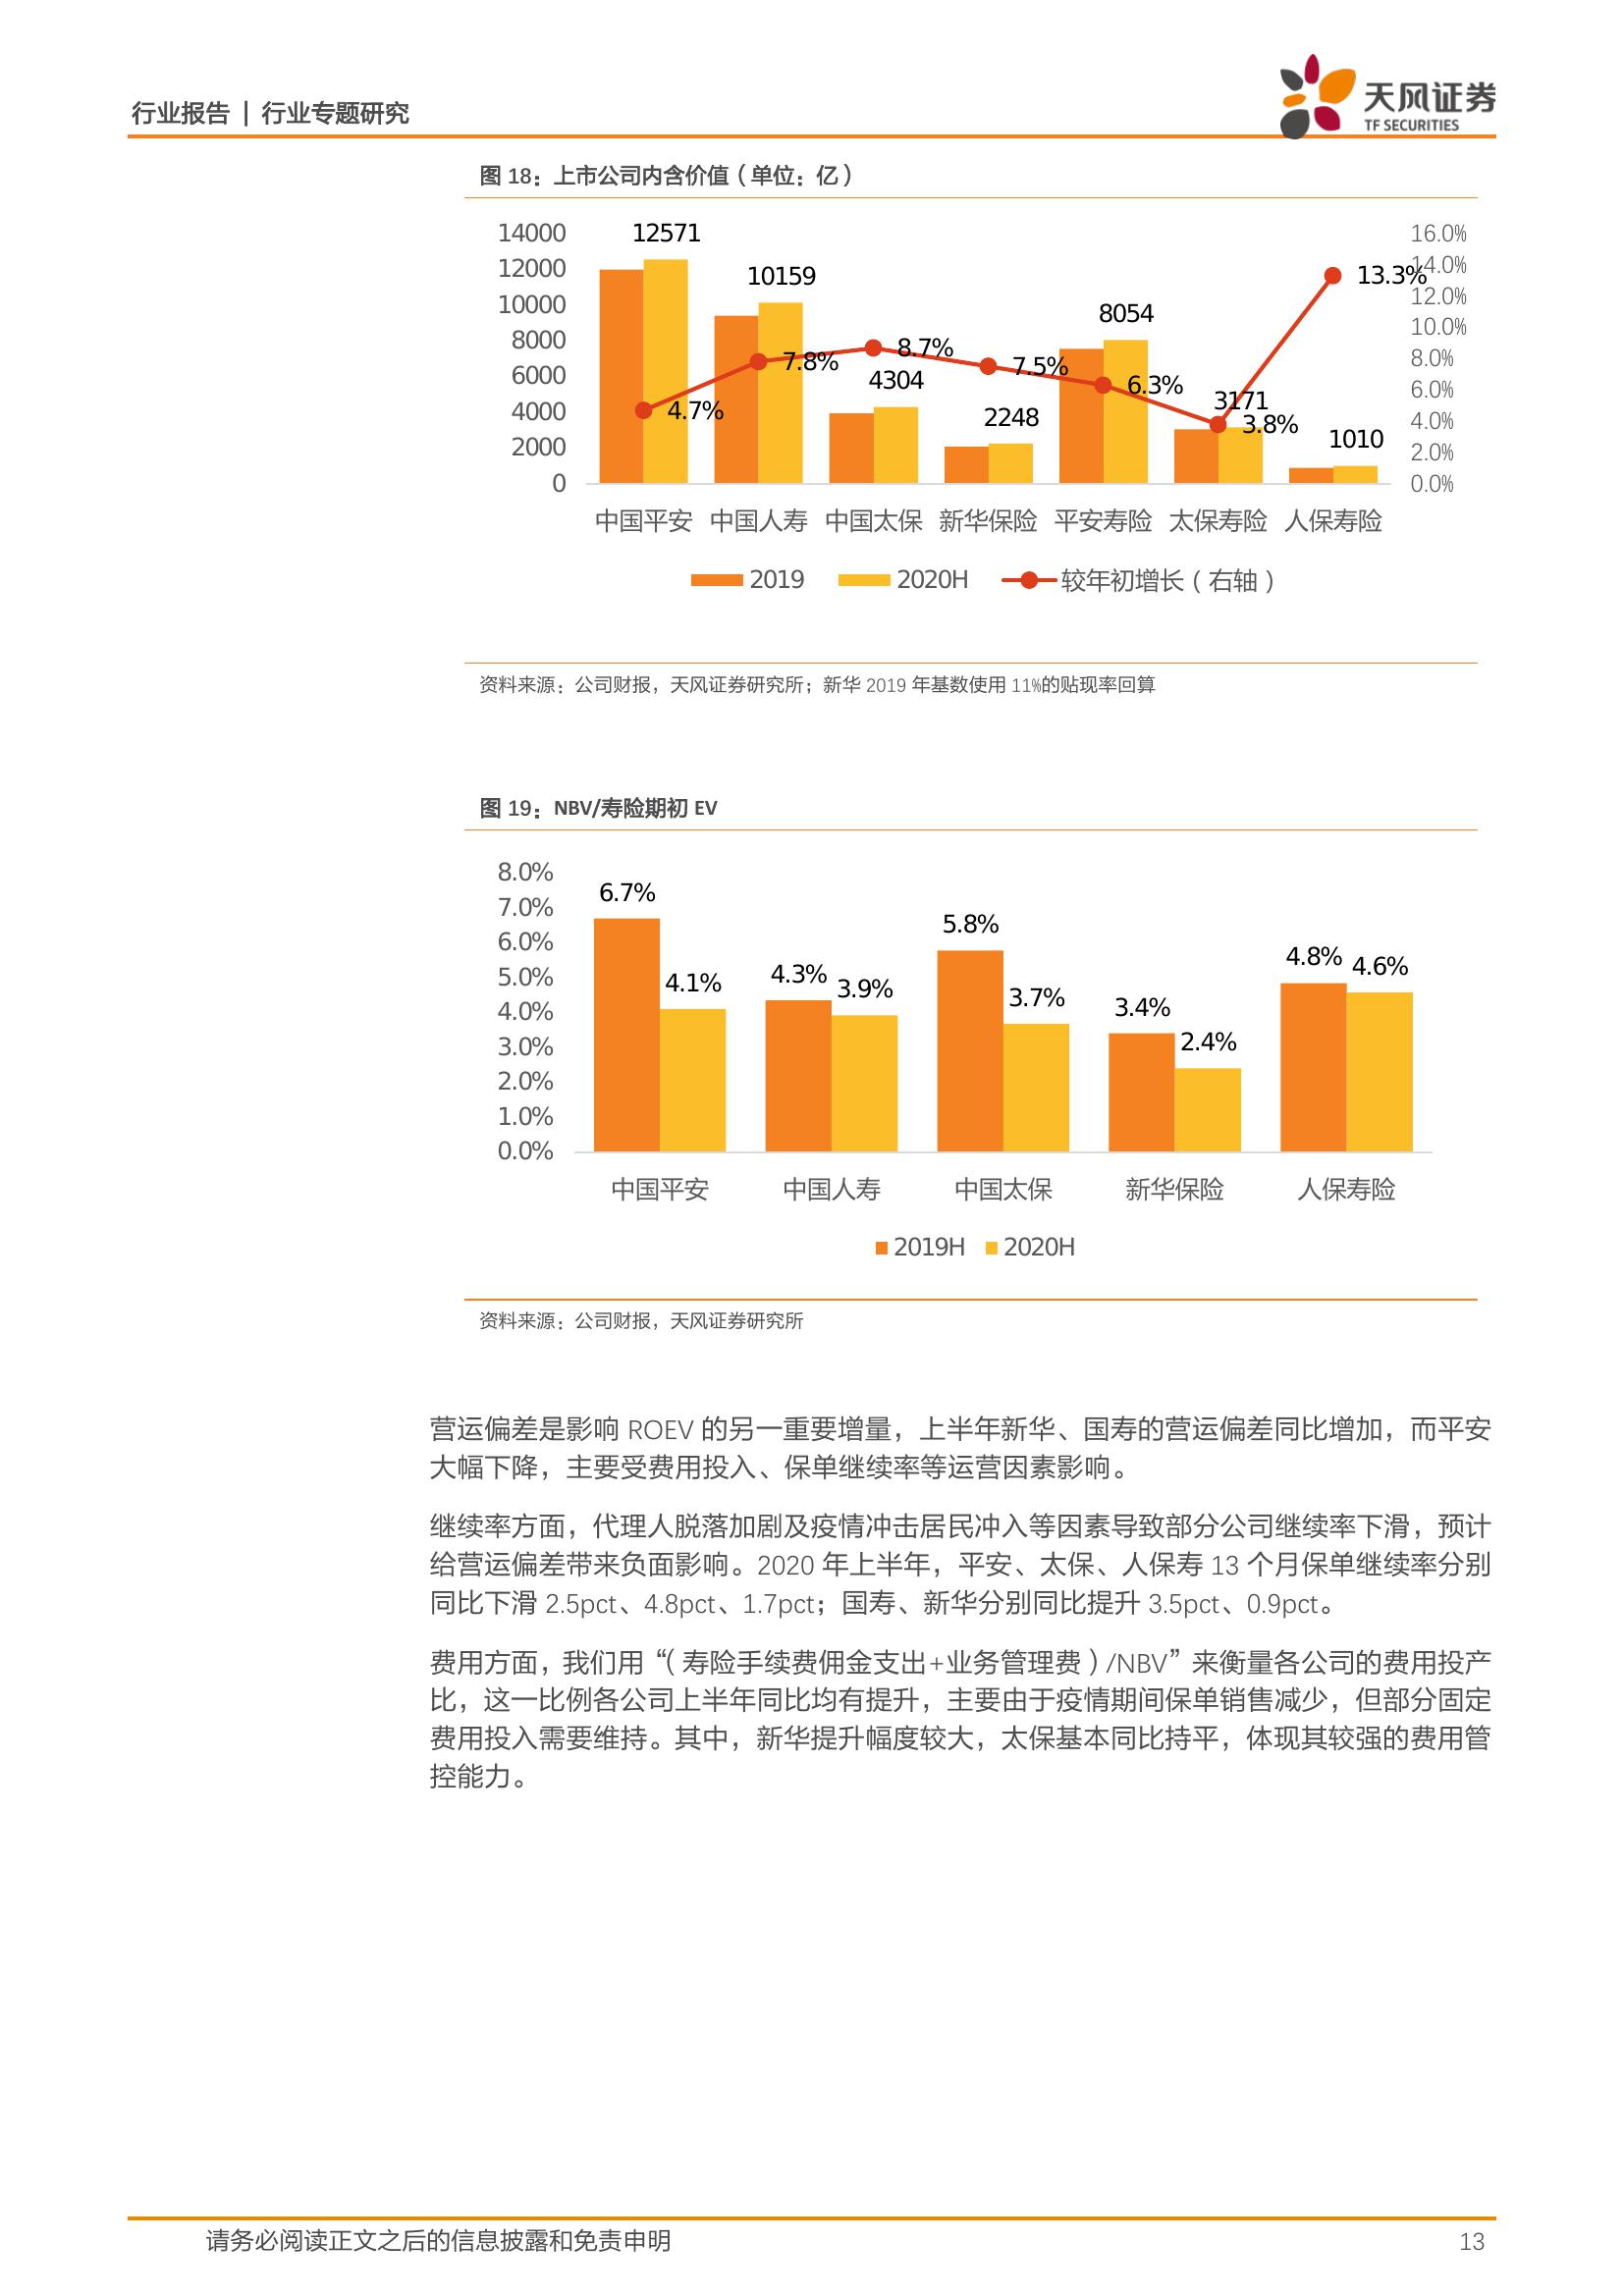 行业报告 | 行业专题研究
天风证券
TF SECURITIES
图 18：上市公司内含价值（单位：亿）
14000
12000
10000
8000
6000
4000
2000
0
12571
10159
4304
2248
8054
3171
1010
4.7%
7.8%
8.7%
7.5%
6.3%
3.8%
13.3%
16.0%
14.0%
12.0%
10.0%
8.0%
6.0%
4.0%
2.0%
0.0%
中国平安 中国人寿 中国太保 新华保险 平安寿险 太保寿险 人保寿险
2019 2020H 较年初增长（右轴）
资料来源：公司财报，天风证券研究所；新华 2019 年基数使用 11%的贴现率回算
图 19：NBV/寿险期初 EV
8.0%
7.0%
6.0%
5.0%
4.0%
3.0%
2.0%
1.0%
0.0%
6.7% 4.1%
4.3% 3.9%
5.8% 3.7%
3.4% 2.4%
4.8% 4.6%
中国平安 中国人寿 中国太保 新华保险 人保寿险
2019H 2020H
资料来源：公司财报，天风证券研究所
营运偏差是影响 ROEV 的另一重要增量，上半年新华、国寿的营运偏差同比增加，而平安
大幅下降，主要受费用投入、保单继续率等运营因素影响。
继续率方面，代理人脱落加剧及疫情冲击居民冲入等因素导致部分公司继续率下滑，预计
给营运偏差带来负面影响。2020 年上半年，平安、太保、人保寿 13 个月保单继续率分别
同比下滑 2.5pct、4.8pct、1.7pct；国寿、新华分别同比提升 3.5pct、0.9pct。
费用方面，我们用“（寿险手续费佣金支出+业务管理费）/NBV”来衡量各公司的费用投产
比，这一比例各公司上半年同比均有提升，主要由于疫情期间保单销售减少，但部分固定
费用投入需要维持。其中，新华提升幅度较大，太保基本同比持平，体现其较强的费用管
控能力。
请务必阅读正文之后的信息披露和免责申明 13